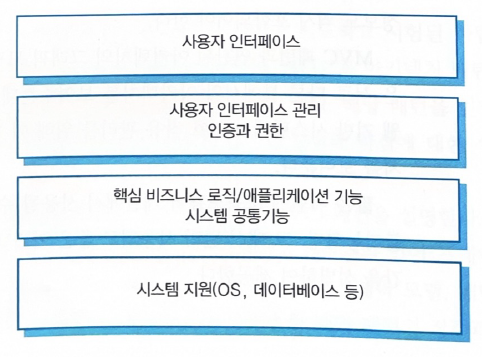 사용자 인터페이스
사용자 인터페이스 관리
인증과 권한
핵심 비즈니스 로직/애플리케이션 기능
시스템 공통기능
시스템 지원(OS, 데이터베이스 등)